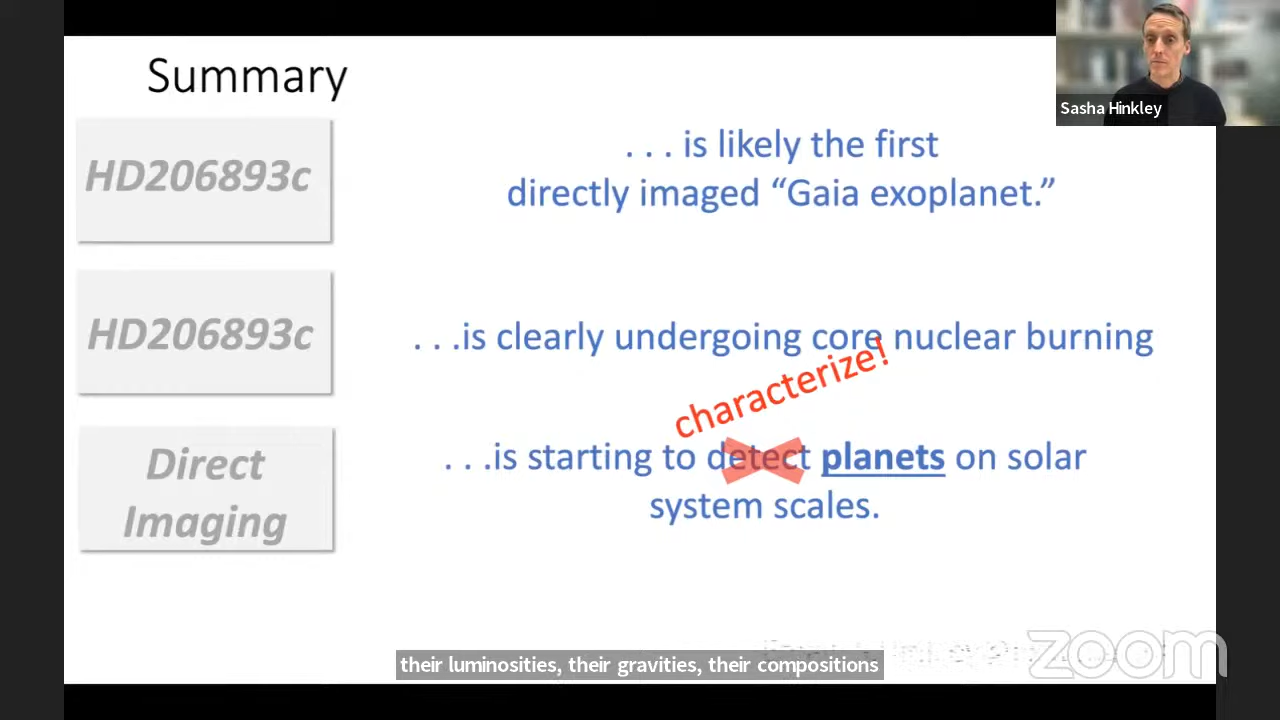 Summary
Sasha Hinkley
HD206893c
. . . is likely the first
directly imaged “Gaia exoplanet.”
HD206893c
. . .is clearly undergoing core nuclear burning
characterize!
Direct
Imaging
. . .is starting to detect planets on solar
system scales.
their luminosities, their gravities, their compositions
zoom